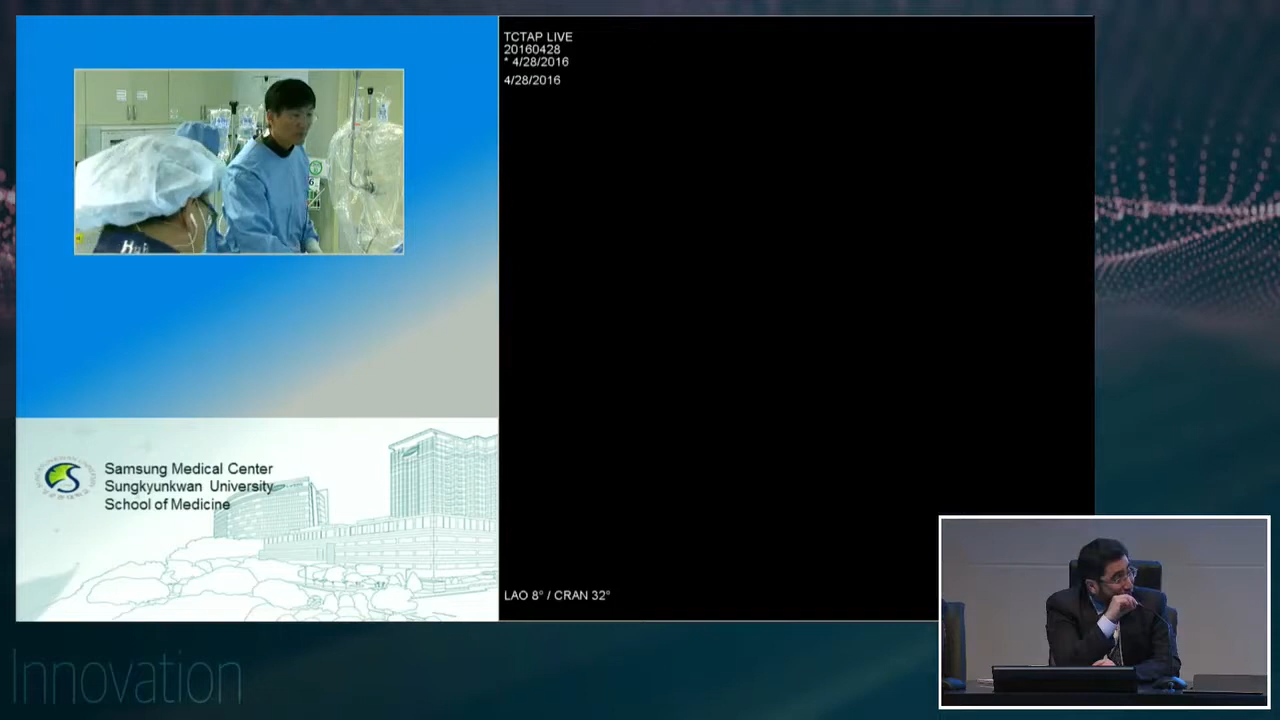 TCTAP LIVE
20160428
* 4/28/2016
4/28/2016
Samsung Medical Center
Sungkyunkwan University
School of Medicine
LAO 8° / CRAN 32°
Innovation